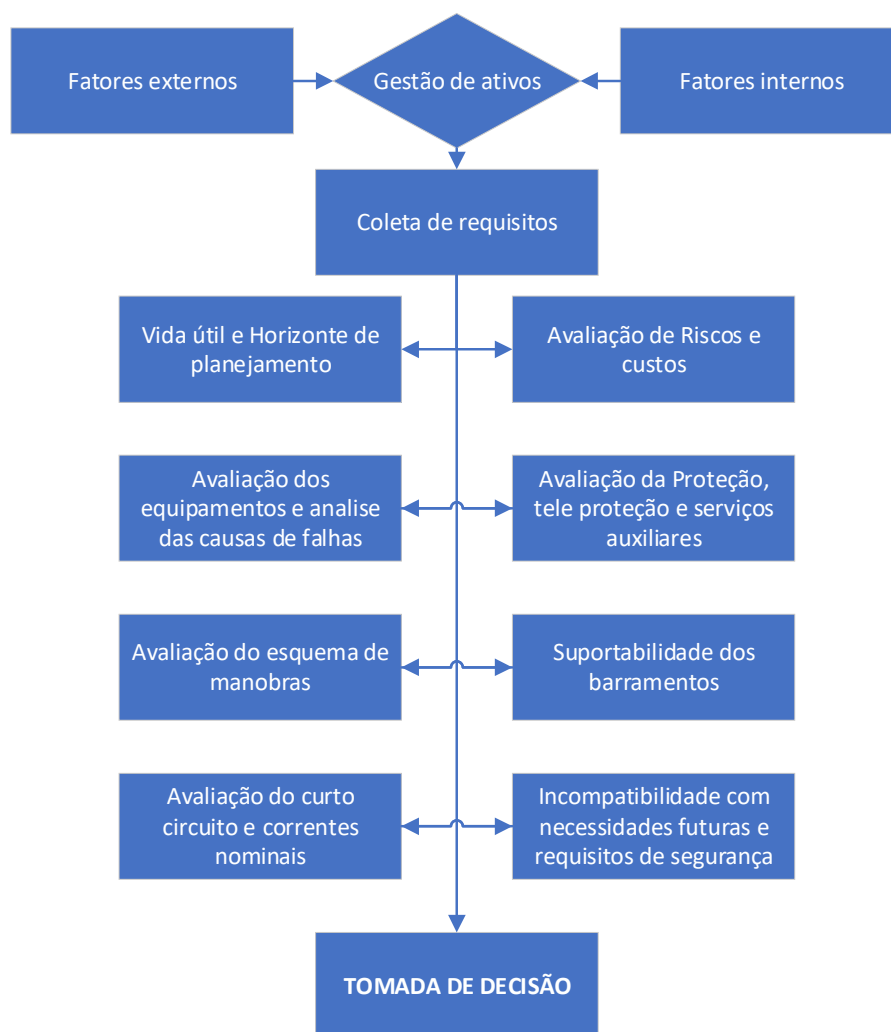 Fatores externos
Gestão de ativos
Fatores internos
Coleta de requisitos
Vida útil e Horizonte de
planejamento
Avaliação de Riscos e
custos
Avaliação dos
equipamentos e analise
das causas de falhas
Avaliação da Proteção,
tele proteção e serviços
auxiliares
Avaliação do esquema de
manobras
Suportabilidade dos
barramentos
Avaliação do curto
circuito e correntes
nominais
Incompatibilidade com
necessidades futuras e
requisitos de segurança
TOMADA DE DECISÃO